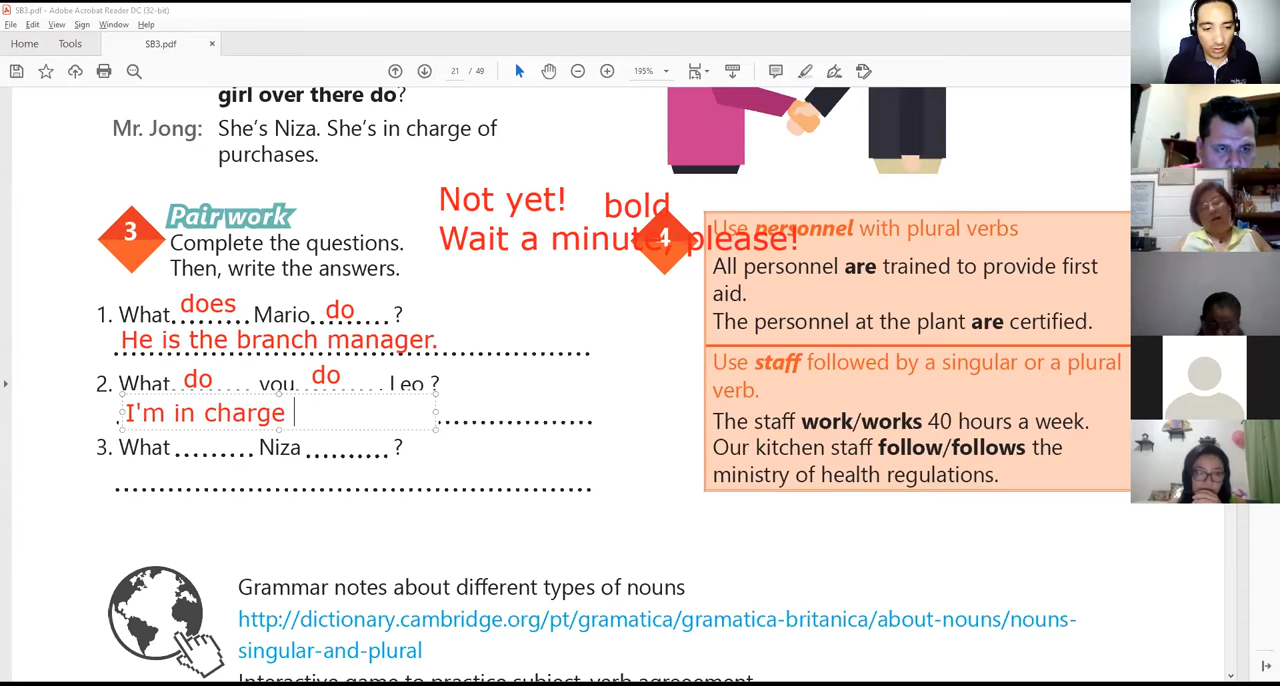 SB3.pdf - Adobe Acrobat Reader DC (32-bit)
File Edit View Sign Window Help
Home Tools SB3.pdf ×
21 / 49 195%
girl over there do?
Mr. Jong: She's Niza. She's in charge of
purchases.
Not yet! bold
Wait a minute, please!
3 Pair work
Complete the questions.
Then, write the answers.
1. What does Mario do ?
He is the branch manager.
2. What do you do Leo ?
I'm in charge
3. What ......... Niza .......... ?
4
Use personnel with plural verbs
All personnel are trained to provide first
aid.
The personnel at the plant are certified.
Use staff followed by a singular or a plural
verb.
The staff work/works 40 hours a week.
Our kitchen staff follow/follows the
ministry of health regulations.
Grammar notes about different types of nouns
http://dictionary.cambridge.org/pt/gramatica/gramatica-britanica/about-nouns/nouns-
singular-and-plural
Interactive game to practice subject-verb agreement